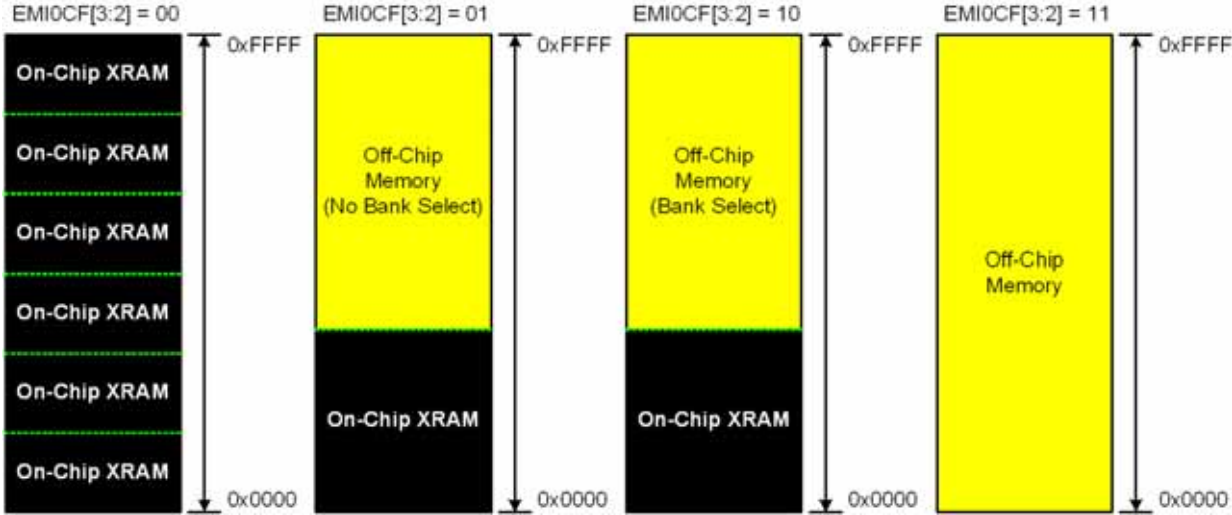 EMI0CF[3:2] = 00
On-Chip XRAM
On-Chip XRAM
On-Chip XRAM
On-Chip XRAM
On-Chip XRAM
On-Chip XRAM
0xFFFF
0x0000
EMI0CF[3:2] = 01
Off-Chip
Memory
(No Bank Select)
On-Chip XRAM
0xFFFF
0x0000
EMI0CF[3:2] = 10
Off-Chip
Memory
(Bank Select)
On-Chip XRAM
0xFFFF
0x0000
EMI0CF[3:2] = 11
Off-Chip
Memory
0xFFFF
0x0000